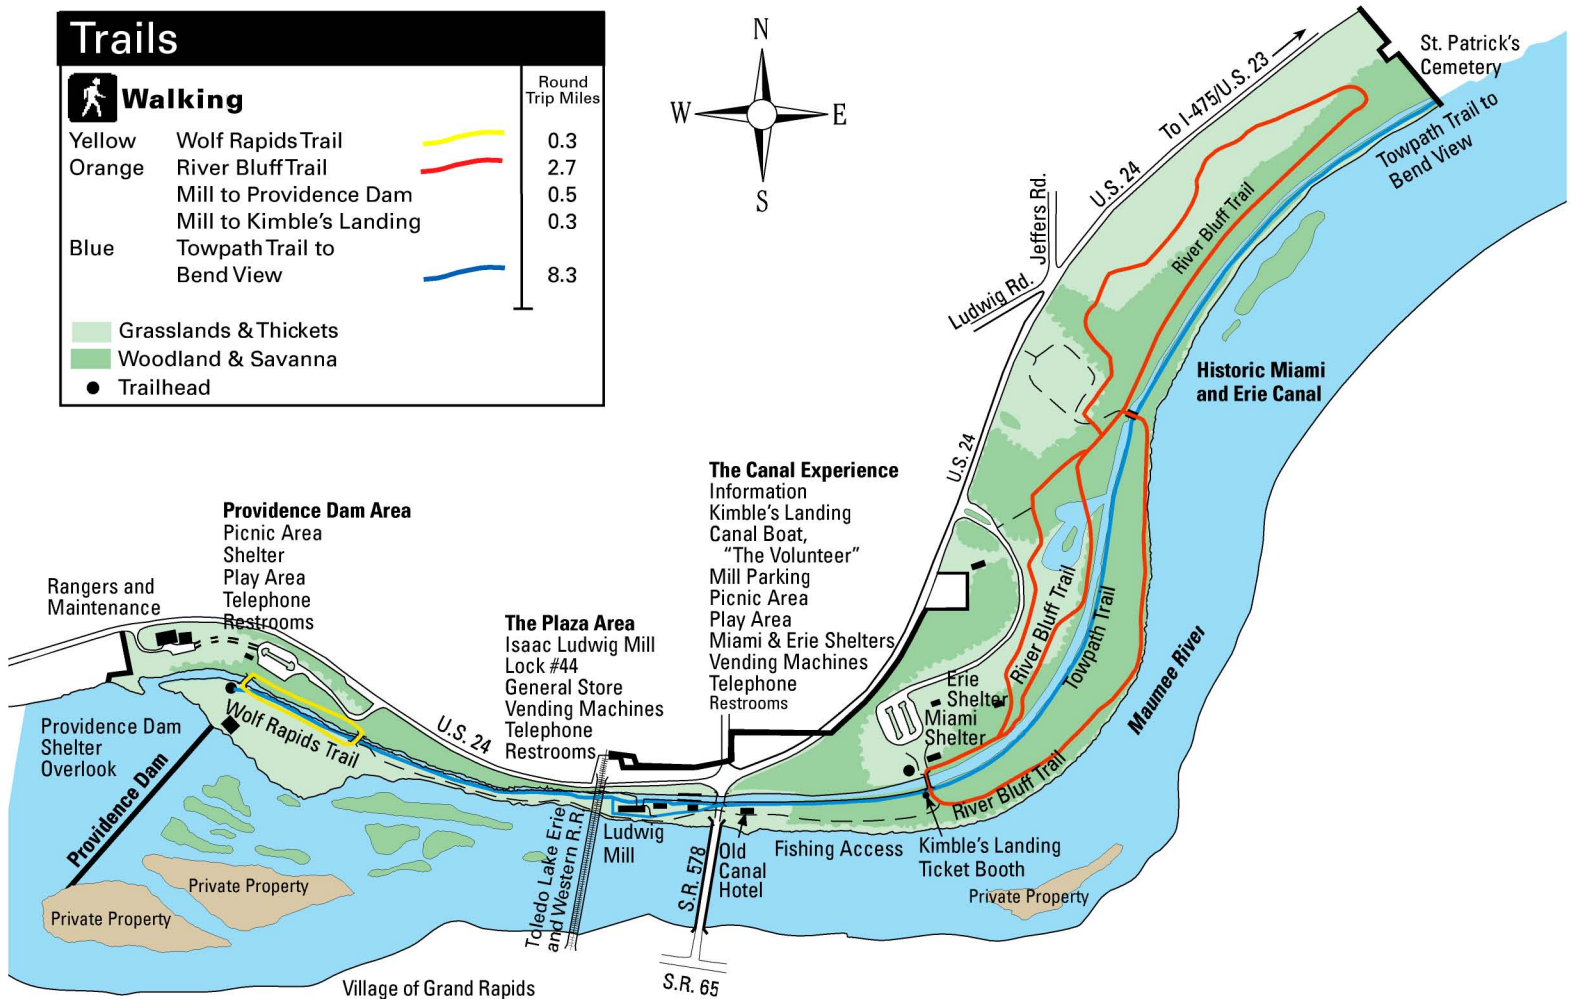 Trails
Walking
Round
Trip Miles
Yellow Wolf Rapids Trail 0.3
Orange River Bluff Trail 2.7
Mill to Providence Dam 0.5
Mill to Kimble's Landing 0.3
Blue Towpath Trail to
Bend View 8.3
Grasslands & Thickets
Woodland & Savanna
Trailhead
N
W
E
S
To I-475/U.S. 23
St. Patrick's
Cemetery
Towpath Trail to
Bend View
U.S. 24
Jeffers Rd.
Ludwig Rd.
River Bluff Trail
Historic Miami
and Erie Canal
U.S. 24
The Canal Experience
Information
Kimble's Landing
Canal Boat,
"The Volunteer"
Mill Parking
Picnic Area
Play Area
Miami & Erie Shelters
Vending Machines
Telephone
Restrooms
Providence Dam Area
Picnic Area
Shelter
Play Area
Telephone
Restrooms
Rangers and
Maintenance
The Plaza Area
Isaac Ludwig Mill
Lock #44
General Store
Vending Machines
Telephone
Restrooms
River Bluff Trail
Towpath Trail
Maumee River
Erie
Shelter
Miami
Shelter
Providence Dam
Shelter
Overlook
Wolf Rapids Trail
U.S. 24
Providence Dam
River Bluff Trail
Ludwig
Mill
Toledo Lake Erie
and Western R.R.
S.R. 578
Old
Canal
Hotel
Fishing Access
Kimble's Landing
Ticket Booth
Private Property
Private Property
Private Property
Village of Grand Rapids
S.R. 65